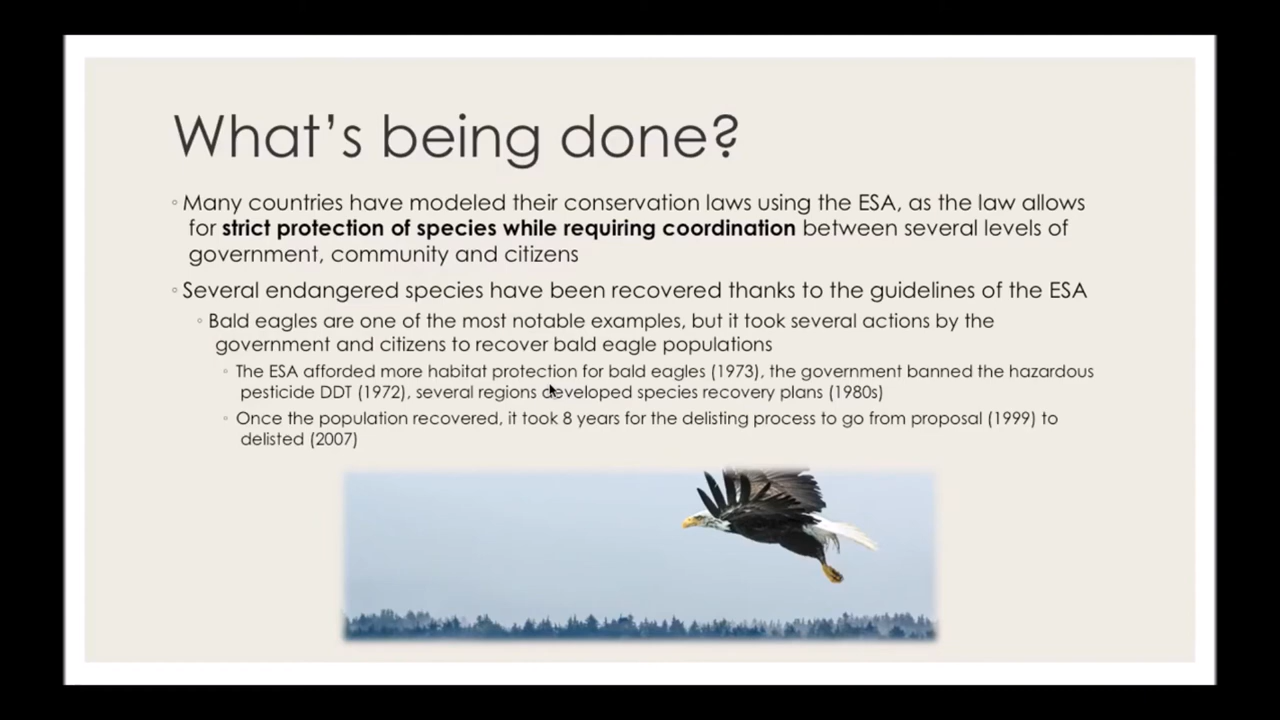 What's being done?
◦ Many countries have modeled their conservation laws using the ESA, as the law allows
for strict protection of species while requiring coordination between several levels of
government, community and citizens
◦ Several endangered species have been recovered thanks to the guidelines of the ESA
◦ Bald eagles are one of the most notable examples, but it took several actions by the
government and citizens to recover bald eagle populations
◦ The ESA afforded more habitat protection for bald eagles (1973), the government banned the hazardous
pesticide DDT (1972), several regions developed species recovery plans (1980s)
◦ Once the population recovered, it took 8 years for the delisting process to go from proposal (1999) to
delisted (2007)